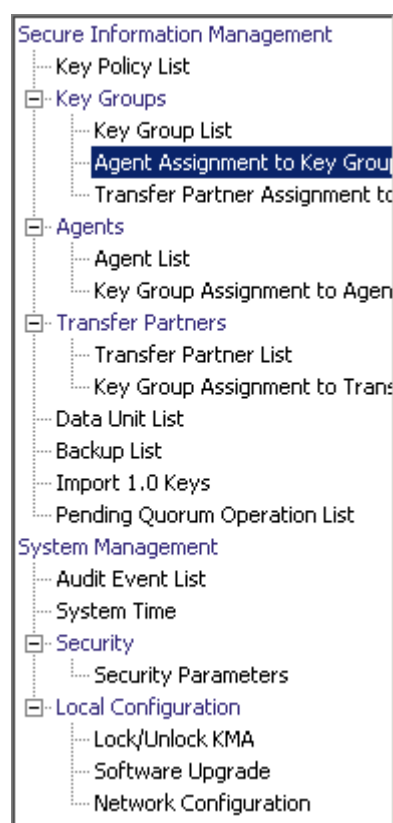 Secure Information Management
Key Policy List
Key Groups
Key Group List
Agent Assignment to Key Grou
Transfer Partner Assignment to
Agents
Agent List
Key Group Assignment to Agen
Transfer Partners
Transfer Partner List
Key Group Assignment to Trans
Data Unit List
Backup List
Import 1.0 Keys
Pending Quorum Operation List
System Management
Audit Event List
System Time
Security
Security Parameters
Local Configuration
Lock/Unlock KMA
Software Upgrade
Network Configuration